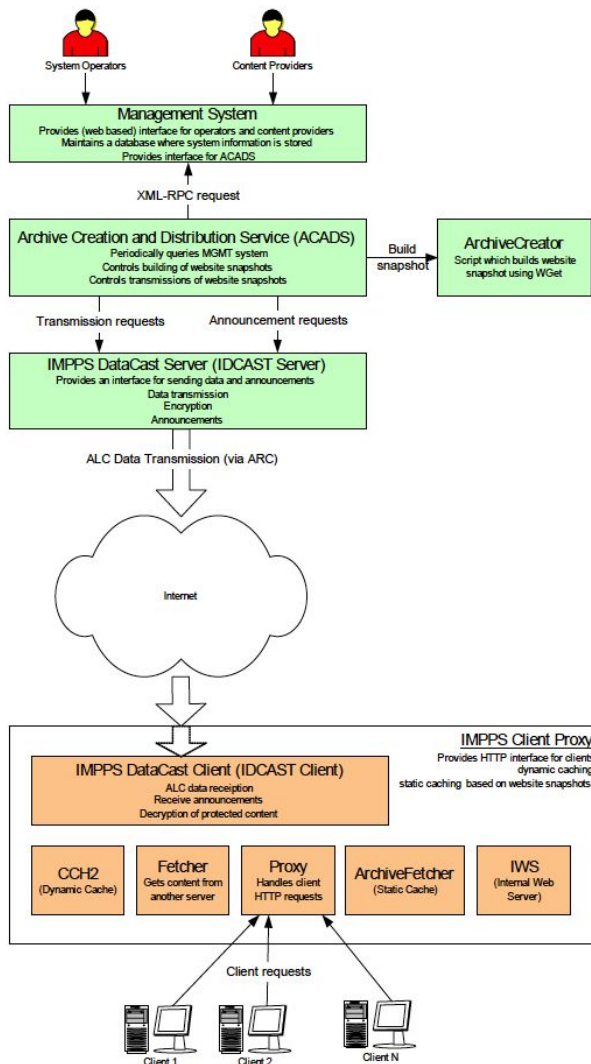 System Operators
Content Providers
Management System
Provides (web based) interface for operators and content providers
Maintains a database where system information is stored
Provides interface for ACADS
XML-RPC request
Archive Creation and Distribution Service (ACADS)
Periodically queries MGMT system
Controls building of website snapshots
Controls transmissions of website snapshots
Build
snapshot
ArchiveCreator
Script which builds website
snapshot using WGet
Transmission requests
Announcement requests
IMPPS DataCast Server (IDCAST Server)
Provides an interface for sending data and announcements
Data transmission
Encryption
Announcements
ALC Data Transmission (via ARC)
Internet
IMPPS Client Proxy
Provides HTTP interface for clients
dynamic caching
static caching based on website snapshots
IMPPS DataCast Client (IDCAST Client)
ALC data receiption
Receive announcements
Decryption of protected content
CCH2
(Dynamic Cache)
Fetcher
Gets content from
another server
Proxy
Handles client
HTTP requests
ArchiveFetcher
(Static Cache)
IWS
(Internal Web
Server)
Client requests
Client 1
Client 2
Client N